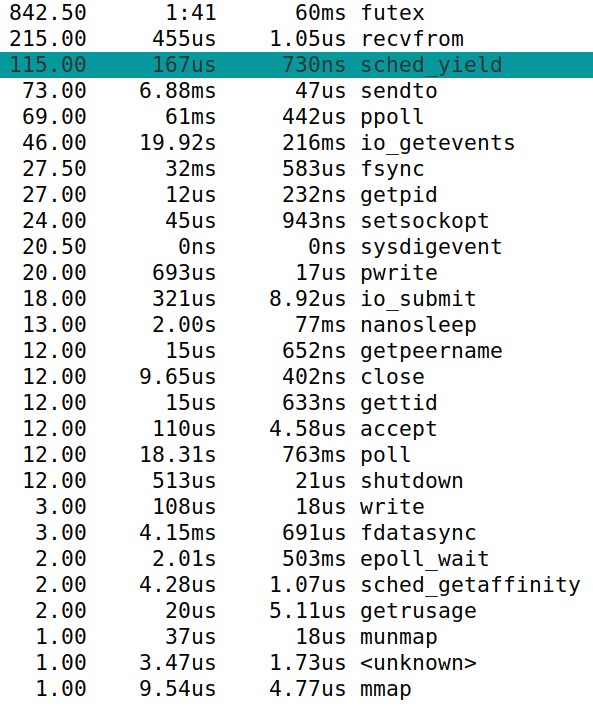 842.50 1:41 60ms futex
215.00 455us 1.05us recvfrom
115.00 167us 730ns sched_yield
73.00 6.88ms 47us sendto
69.00 61ms 442us ppoll
46.00 19.92s 216ms io_getevents
27.50 32ms 583us fsync
27.00 12us 232ns getpid
24.00 45us 943ns setsockopt
20.50 0ns 0ns sysdigevent
20.00 693us 17us pwrite
18.00 321us 8.92us io_submit
13.00 2.00s 77ms nanosleep
12.00 15us 652ns getpeername
12.00 9.65us 402ns close
12.00 15us 633ns gettid
12.00 110us 4.58us accept
12.00 18.31s 763ms poll
12.00 513us 21us shutdown
3.00 108us 18us write
3.00 4.15ms 691us fdatasync
2.00 2.01s 503ms epoll_wait
2.00 4.28us 1.07us sched_getaffinity
2.00 20us 5.11us getrusage
1.00 37us 18us munmap
1.00 3.47us 1.73us <unknown>
1.00 9.54us 4.77us mmap